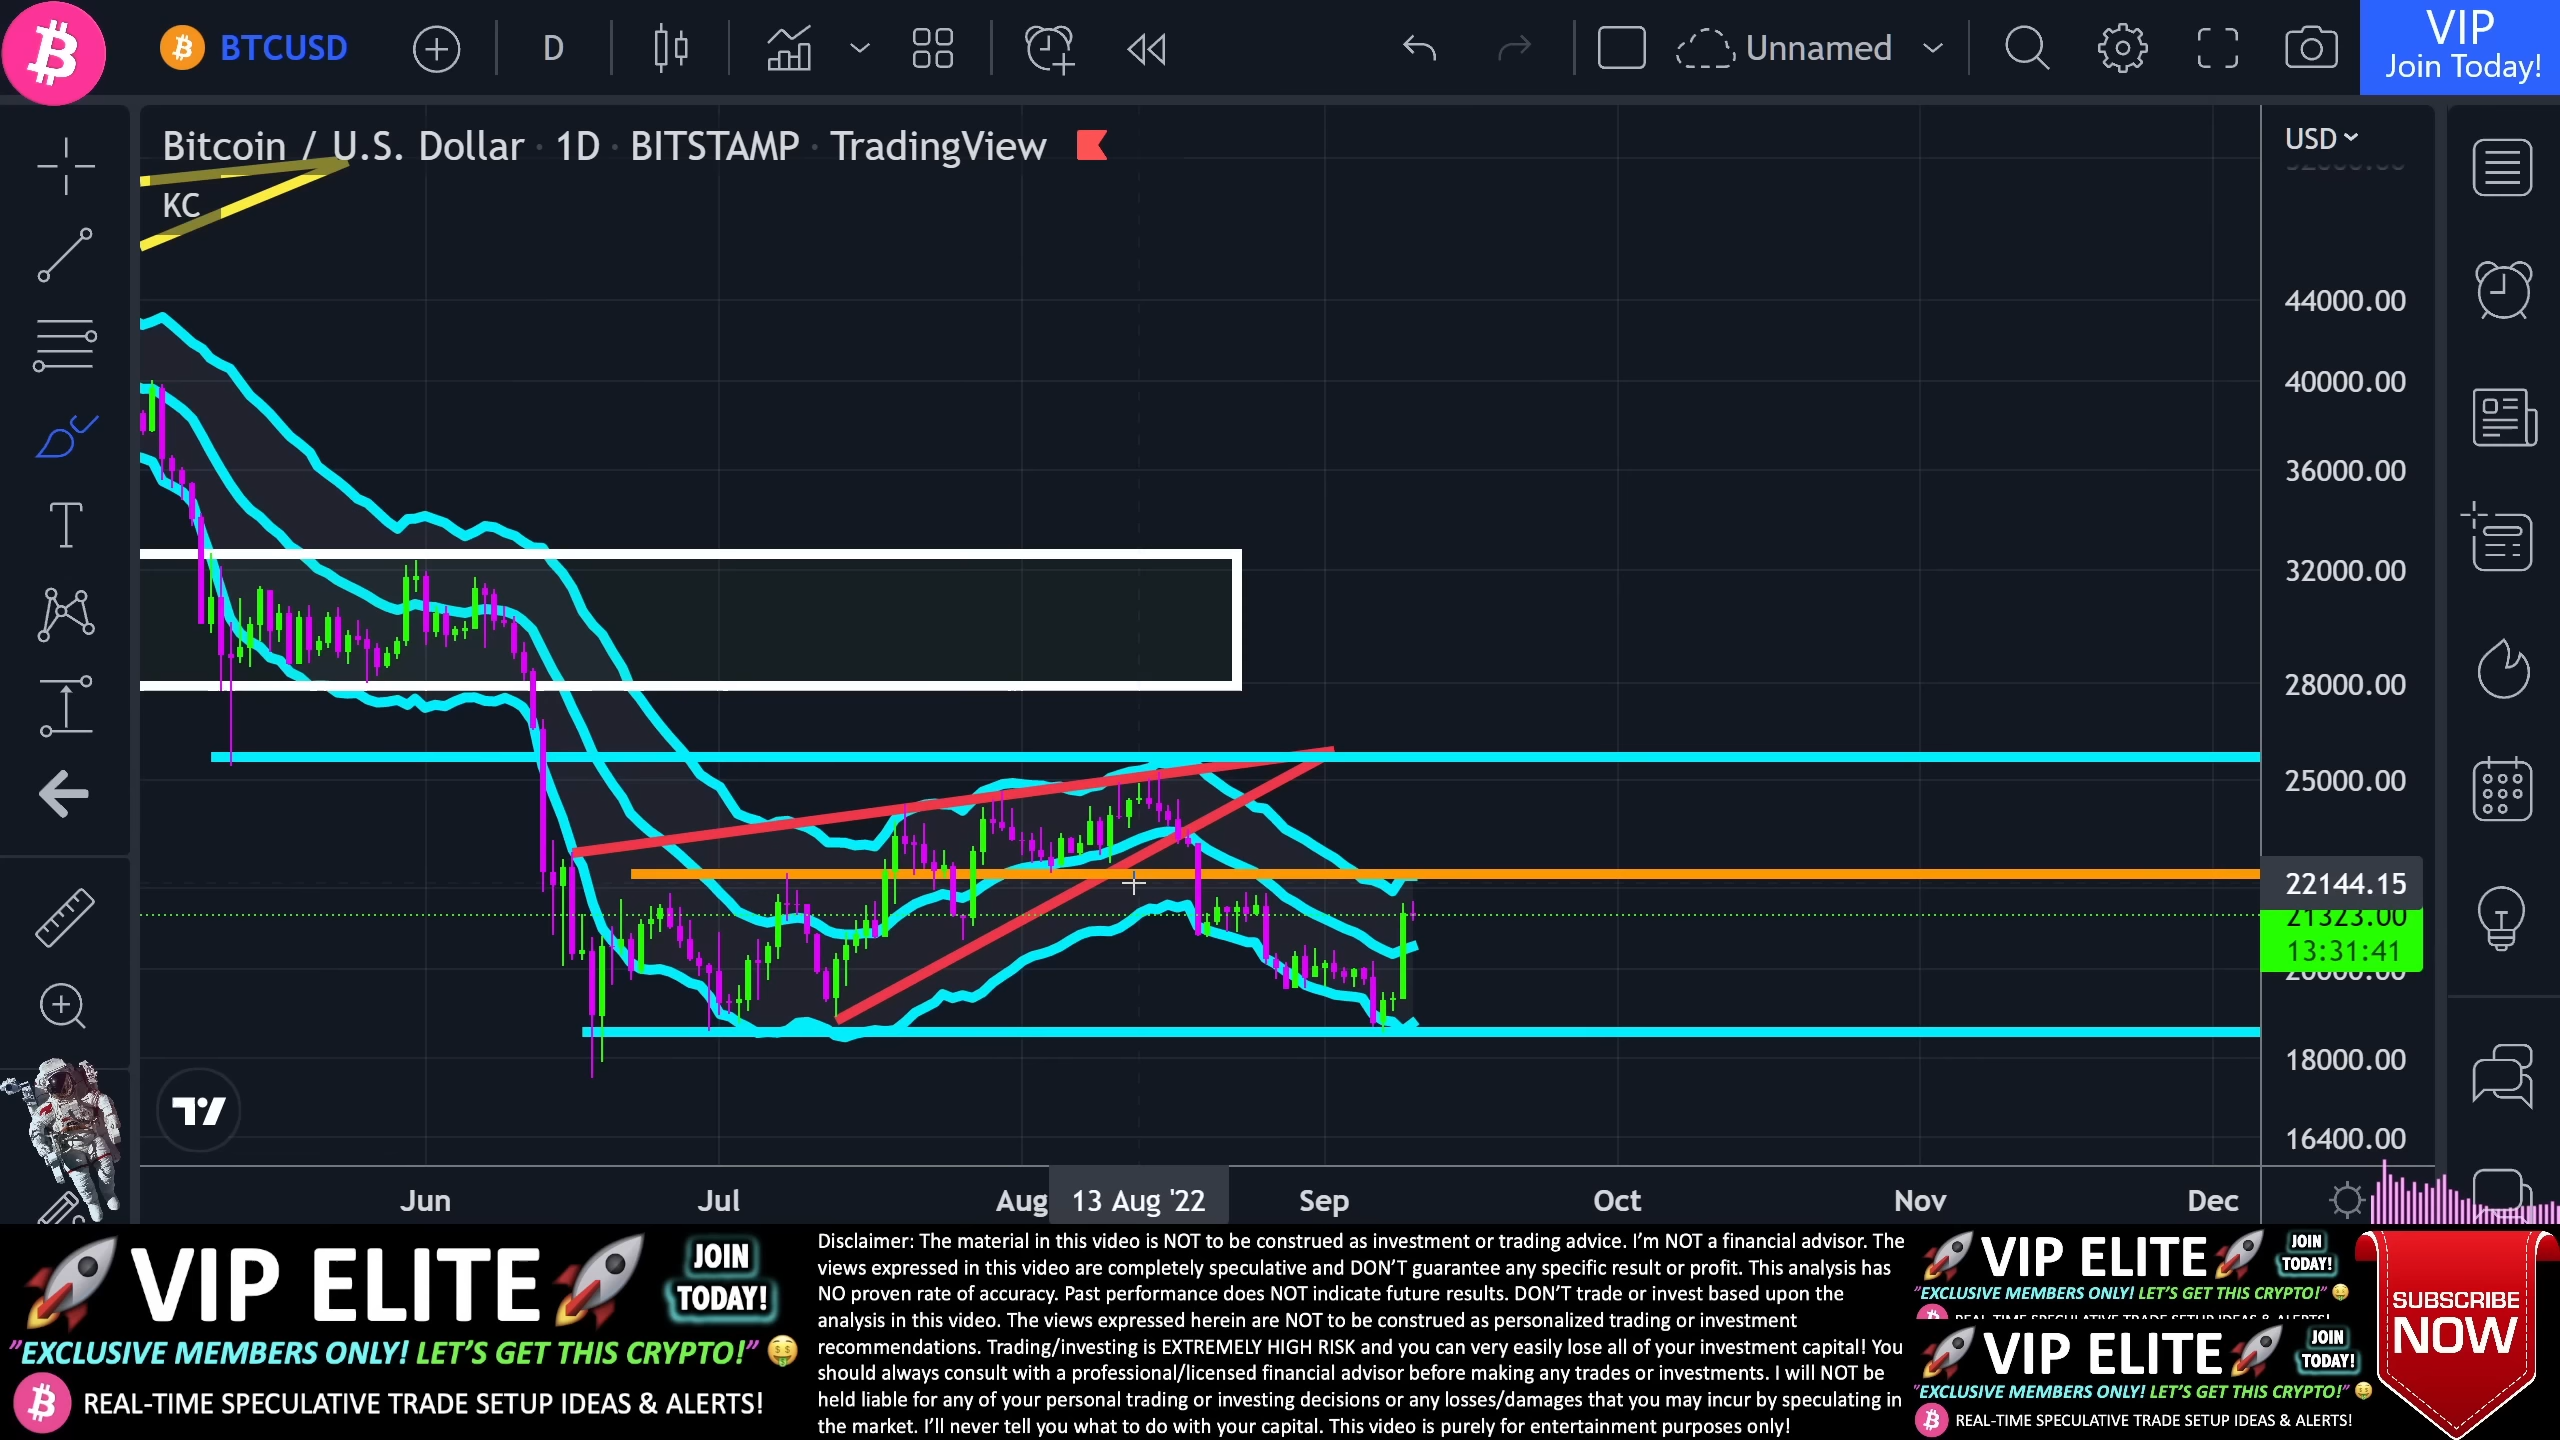 BTCUSD
D
Unnamed
VIP
Join Today!
Bitcoin / U.S. Dollar · 1D · BITSTAMP · TradingView
KC
USD
44000.00
40000.00
36000.00
32000.00
28000.00
25000.00
22144.15
21323.00
13:31:41
20000.00
18000.00
16400.00
Jun
Jul
Aug
13 Aug '22
Sep
Oct
Nov
Dec
VIP ELITE
JOIN
TODAY!
"EXCLUSIVE MEMBERS ONLY! LET'S GET THIS CRYPTO!"
REAL-TIME SPECULATIVE TRADE SETUP IDEAS & ALERTS!
Disclaimer: The material in this video is NOT to be construed as investment or trading advice. I'm NOT a financial advisor. The
views expressed in this video are completely speculative and DON'T guarantee any specific result or profit. This analysis has
NO proven rate of accuracy. Past performance does NOT indicate future results. DON'T trade or invest based upon the
analysis in this video. The views expressed herein are NOT to be construed as personalized trading or investment
recommendations. Trading/investing is EXTREMELY HIGH RISK and you can very easily lose all of your investment capital! You
should always consult with a professional/licensed financial advisor before making any trades or investments. I will NOT be
held liable for any of your personal trading or investing decisions or any losses/damages that you may incur by speculating in
the market. I'll never tell you what to do with your capital. This video is purely for entertainment purposes only!
VIP ELITE
JOIN
TODAY!
"EXCLUSIVE MEMBERS ONLY! LET'S GET THIS CRYPTO!"
VIP ELITE
JOIN
TODAY!
"EXCLUSIVE MEMBERS ONLY! LET'S GET THIS CRYPTO!"
REAL-TIME SPECULATIVE TRADE SETUP IDEAS & ALERTS!
SUBSCRIBE
NOW